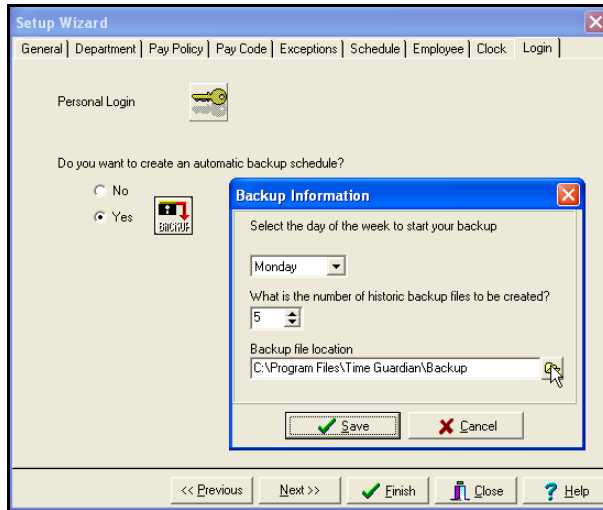 Setup Wizard
General Department Pay Policy Pay Code Exceptions Schedule Employee Clock Login
Personal Login
Do you want to create an automatic backup schedule?
No
Yes
BACKUP
Backup Information
Select the day of the week to start your backup
Monday
What is the number of historic backup files to be created?
5
Backup file location
C:\Program Files\Time Guardian\Backup
Save Cancel
<< Previous Next >> Finish Close Help